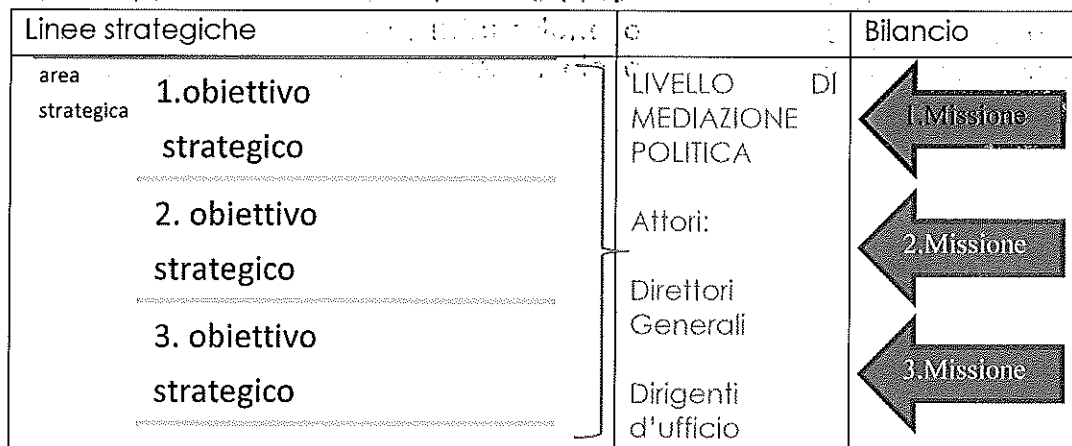 Linee strategiche
Bilancio
area
strategica
1.obiettivo
strategico
2. obiettivo
strategico
3. obiettivo
strategico
LIVELLO DI
MEDIAZIONE
POLITICA
Attori:
Direttori
Generali
Dirigenti
d'ufficio
1.Missione
2.Missione
3.Missione